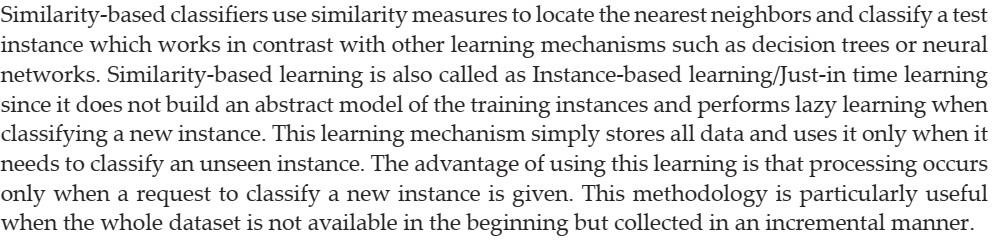 Similarity-based classifiers use similarity measures to locate the nearest neighbors and classify a test
instance which works in contrast with other learning mechanisms such as decision trees or neural
networks. Similarity-based learning is also called as Instance-based learning/Just-in time learning
since it does not build an abstract model of the training instances and performs lazy learning when
classifying a new instance. This learning mechanism simply stores all data and uses it only when it
needs to classify an unseen instance. The advantage of using this learning is that processing occurs
only when a request to classify a new instance is given. This methodology is particularly useful
when the whole dataset is not available in the beginning but collected in an incremental manner.